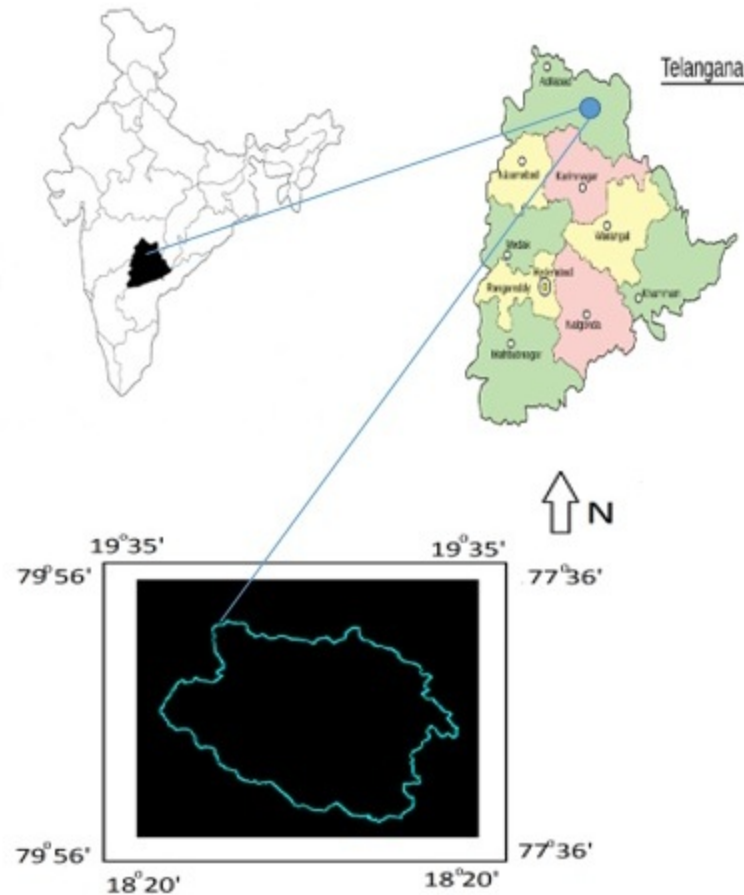 Telangana
Adilabad
Nizamabad
Karimnagar
Warangal
Medak
Hyderabad
Rangareddy
Khammam
Nalgonda
Mahbubnagar
N
19°35' 19°35'
79°56' 77°36'
79°56' 77°36'
18°20' 18°20'